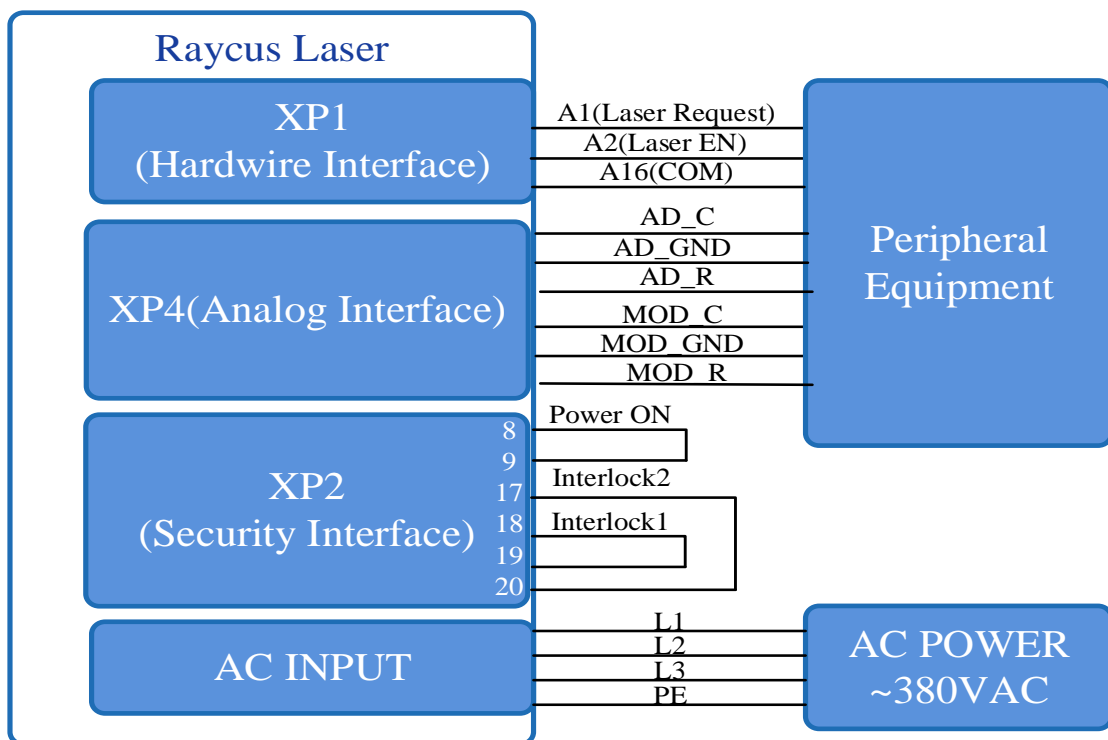 Raycus Laser
XP1
(Hardwire Interface)
A1(Laser Request)
A2(Laser EN)
A16(COM)
XP4(Analog Interface)
AD_C
AD_GND
AD_R
MOD_C
MOD_GND
MOD_R
Peripheral
Equipment
XP2
(Security Interface)
8
9
17
18
19
20
Power ON
Interlock2
Interlock1
AC INPUT
L1
L2
L3
PE
AC POWER
~380VAC